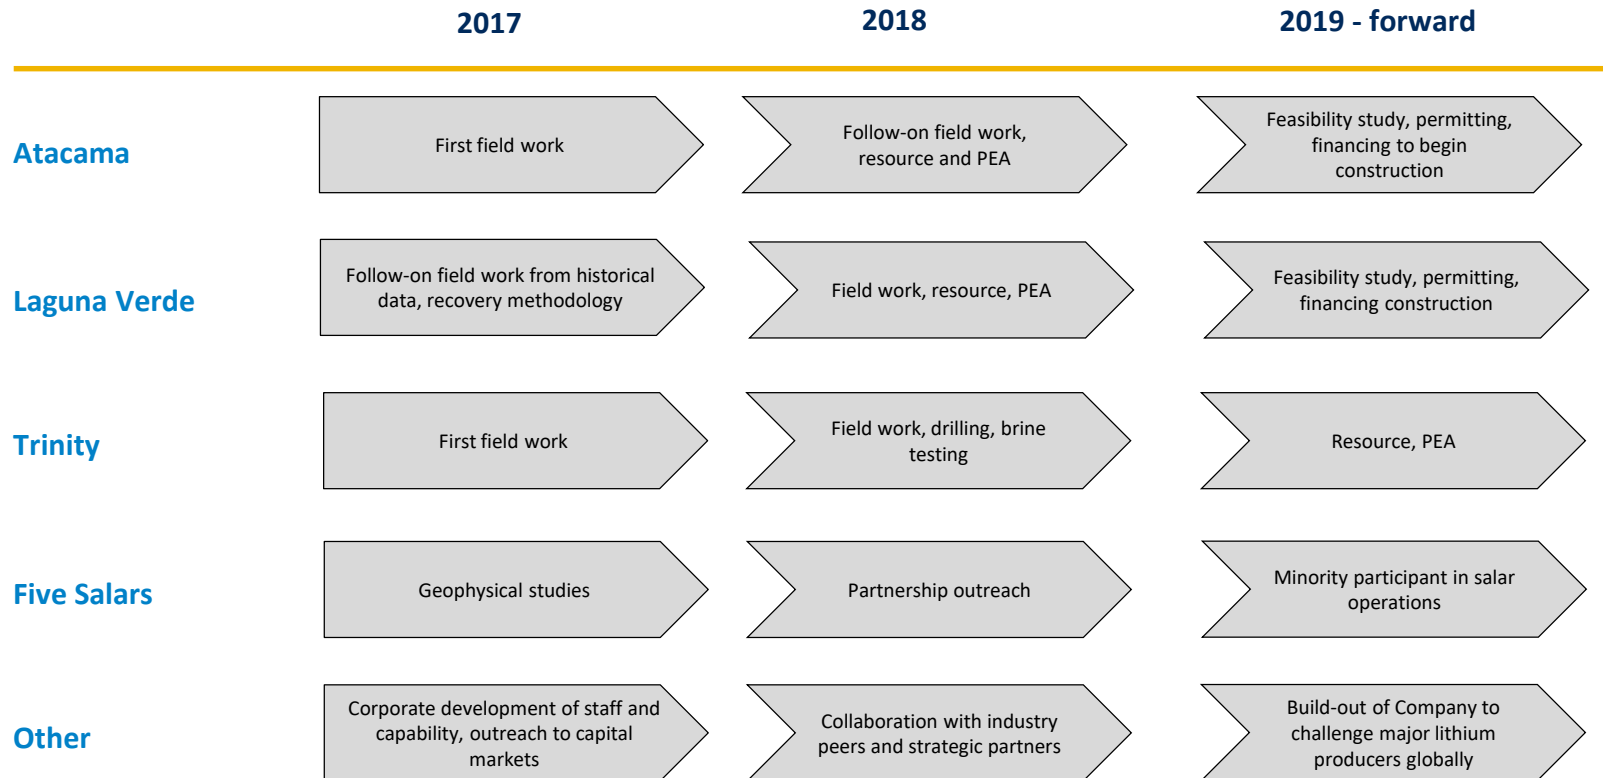 2017
2018
2019 - forward
Atacama
First field work
Follow-on field work,
resource and PEA
Feasibility study, permitting,
financing to begin
construction
Laguna Verde
Follow-on field work from historical
data, recovery methodology
Field work, resource, PEA
Feasibility study, permitting,
financing construction
Trinity
First field work
Field work, drilling, brine
testing
Resource, PEA
Five Salars
Geophysical studies
Partnership outreach
Minority participant in salar
operations
Other
Corporate development of staff and
capability, outreach to capital
markets
Collaboration with industry
peers and strategic partners
Build-out of Company to
challenge major lithium
producers globally